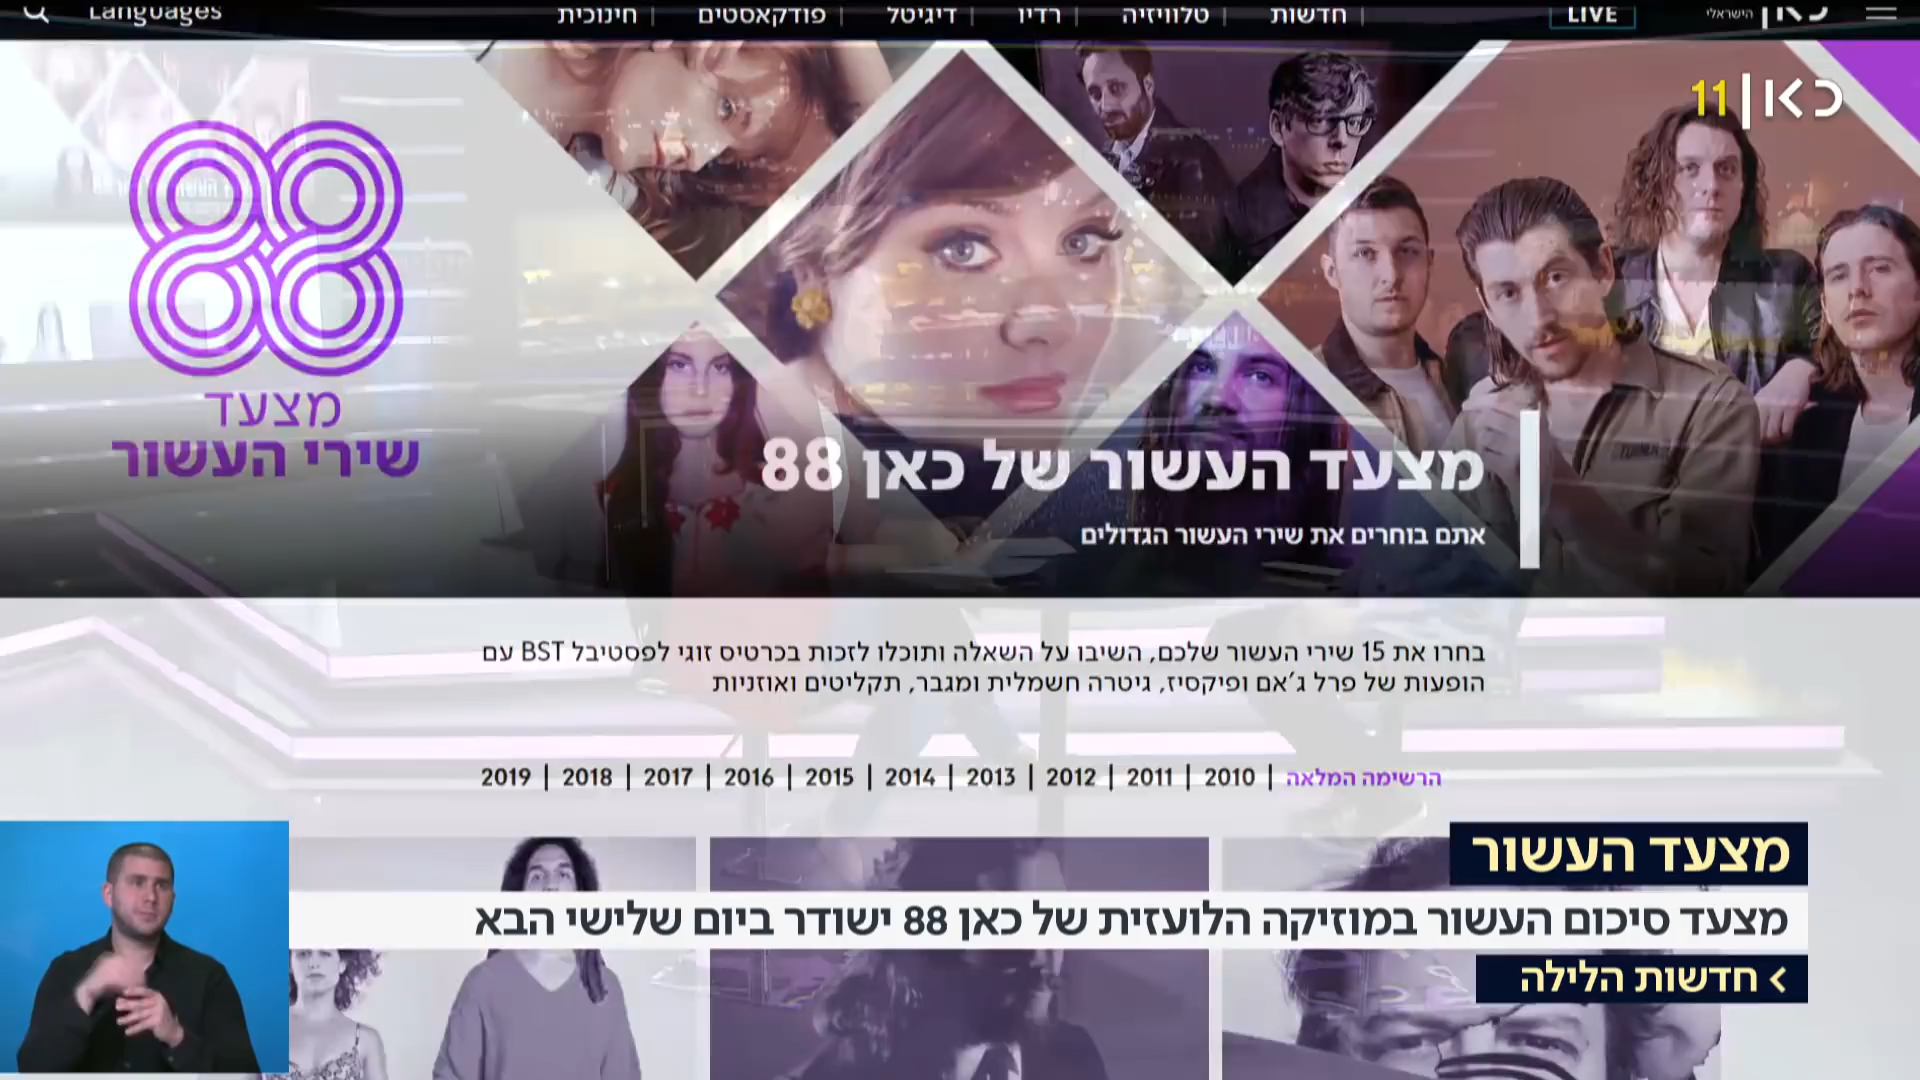 Languages
חדשות | טלוויזיה | רדיו | דיגיטל | פודקאסטים | חינוכית
LIVE
כאן
הישראלי
כאן 11
88
מצעד
שירי העשור
מצעד העשור של כאן 88
אתם בוחרים את שירי העשור הגדולים
בחרו את 15 שירי העשור שלכם, השיבו על השאלה ותוכלו לזכות בכרטיס זוגי לפסטיבל BST עם
הופעות של פרל ג'אם ופיקסיז, גיטרה חשמלית ומגבר, תקליטים ואוזניות
הרשימה המלאה | 2010 | 2011 | 2012 | 2013 | 2014 | 2015 | 2016 | 2017 | 2018 | 2019
מצעד העשור
מצעד סיכום העשור במוזיקה הלועזית של כאן 88 ישודר ביום שלישי הבא
חדשות הלילה